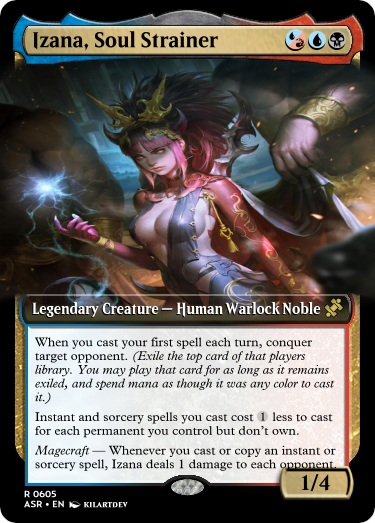 Izana, Soul Strainer
Legendary Creature — Human Warlock Noble
When you cast your first spell each turn, conquer
target opponent. (Exile the top card of that players
library. You may play that card for as long as it remains
exiled, and spend mana as though it was any color to cast
it.)
Instant and sorcery spells you cast cost 1 less to cast
for each permanent you control but don't own.
Magecraft — Whenever you cast or copy an instant or
sorcery spell, Izana deals 1 damage to each opponent.
1/4
R 0605
ASR • EN KILARTDEV